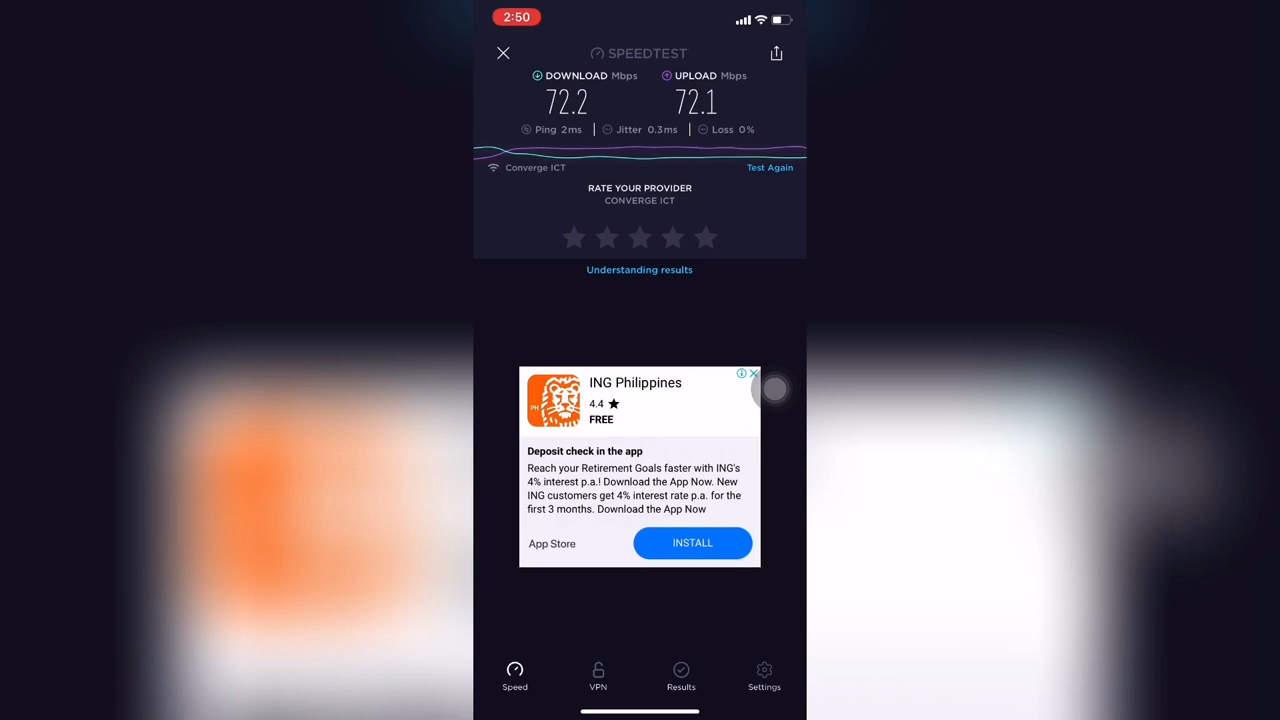 2:50
SPEEDTEST
DOWNLOAD Mbps
UPLOAD Mbps
72.2
72.1
Ping 2ms
Jitter 0.3ms
Loss 0%
Converge ICT
Test Again
RATE YOUR PROVIDER
CONVERGE ICT
Understanding results
ING Philippines
4.4 ★
FREE
PH
Deposit check in the app
Reach your Retirement Goals faster with ING's
4% interest p.a.! Download the App Now. New
ING customers get 4% interest rate p.a. for the
first 3 months. Download the App Now
App Store
INSTALL
Speed
VPN
Results
Settings